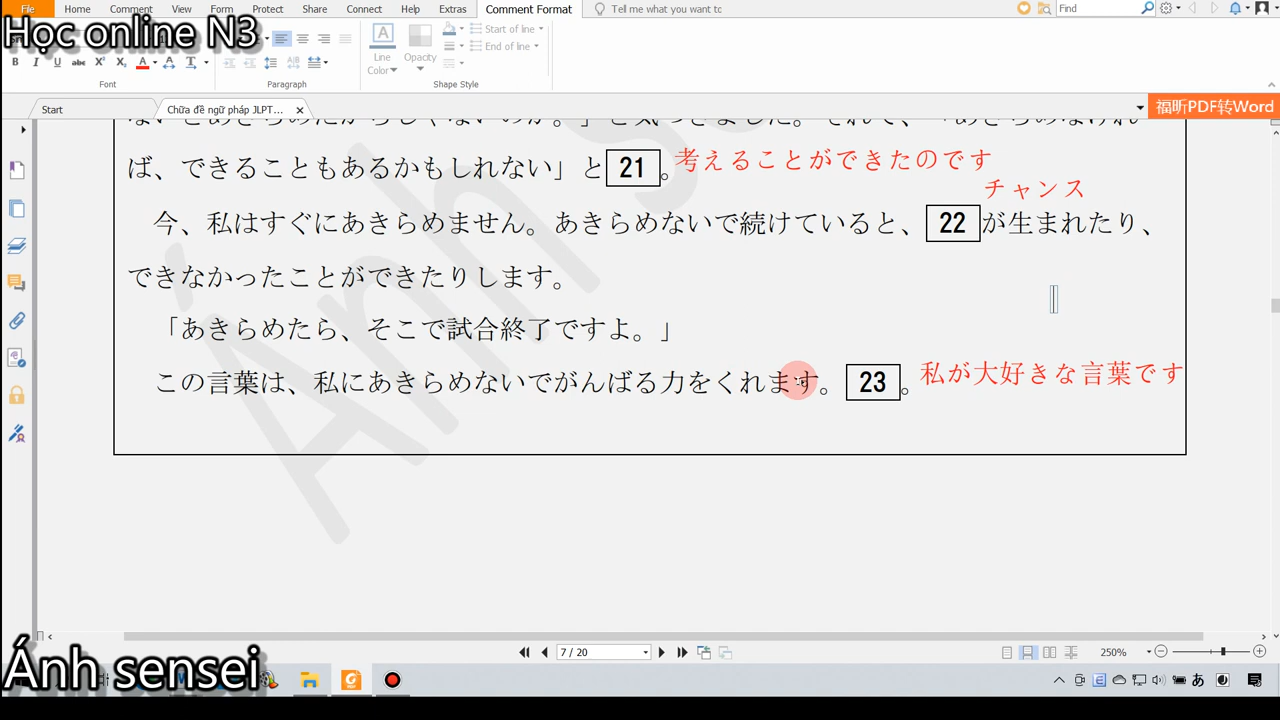 File Home Comment View Form Protect Share Connect Help Extras Comment Format Tell me what you want tc Find
Học online N3
Line Color Opacity Start of line End of line
B I U abc X X A A T
Font Paragraph Shape Style
Start Chữa đề ngữ pháp JLPT... × 福昕PDF转Word
ば、できることもあるかもしれない」と 21 。考えることができたのです
チャンス
今、私はすぐにあきらめません。あきらめないで続けていると、 22 が生まれたり、
できなかったことができたりします。
「あきらめたら、そこで試合終了ですよ。」
この言葉は、私にあきらめないでがんばる力をくれます。 23 。私が大好きな言葉です
Ánh sensei
7 / 20 250%
あ